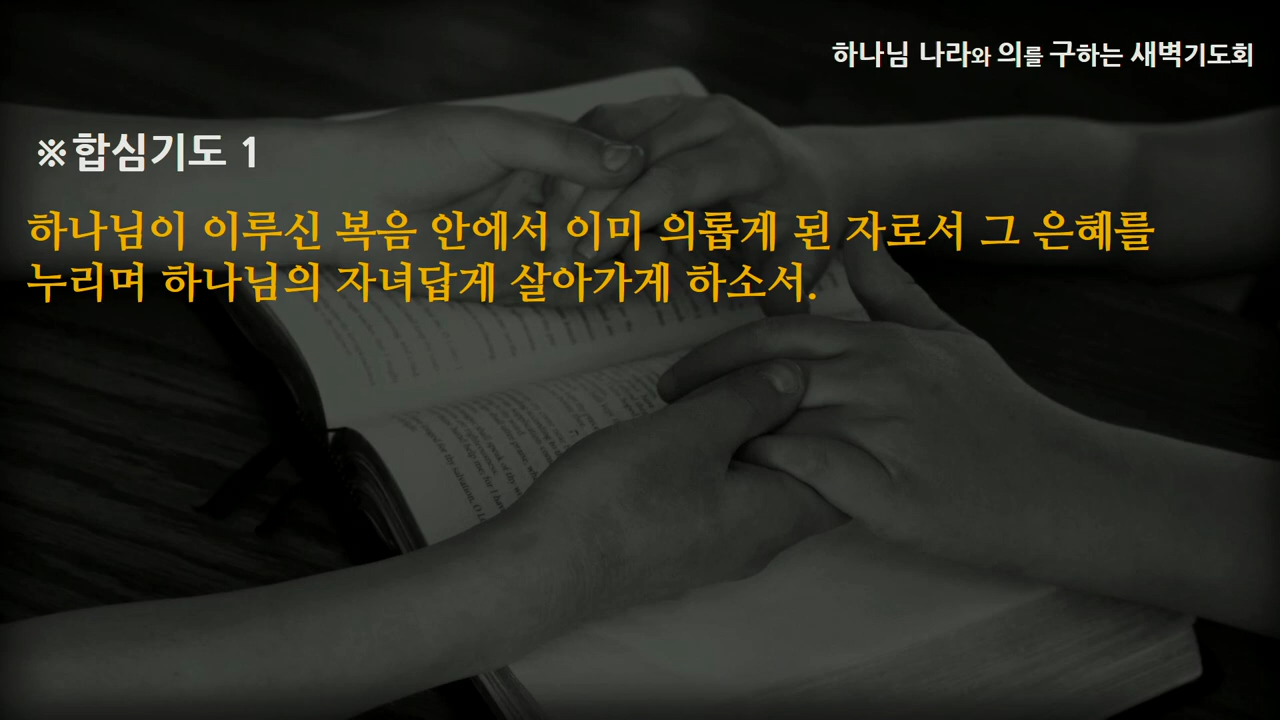 하나님 나라와 의를 구하는 새벽기도회
※합심기도 1
하나님이 이루신 복음 안에서 이미 의롭게 된 자로서 그 은혜를
누리며 하나님의 자녀답게 살아가게 하소서.